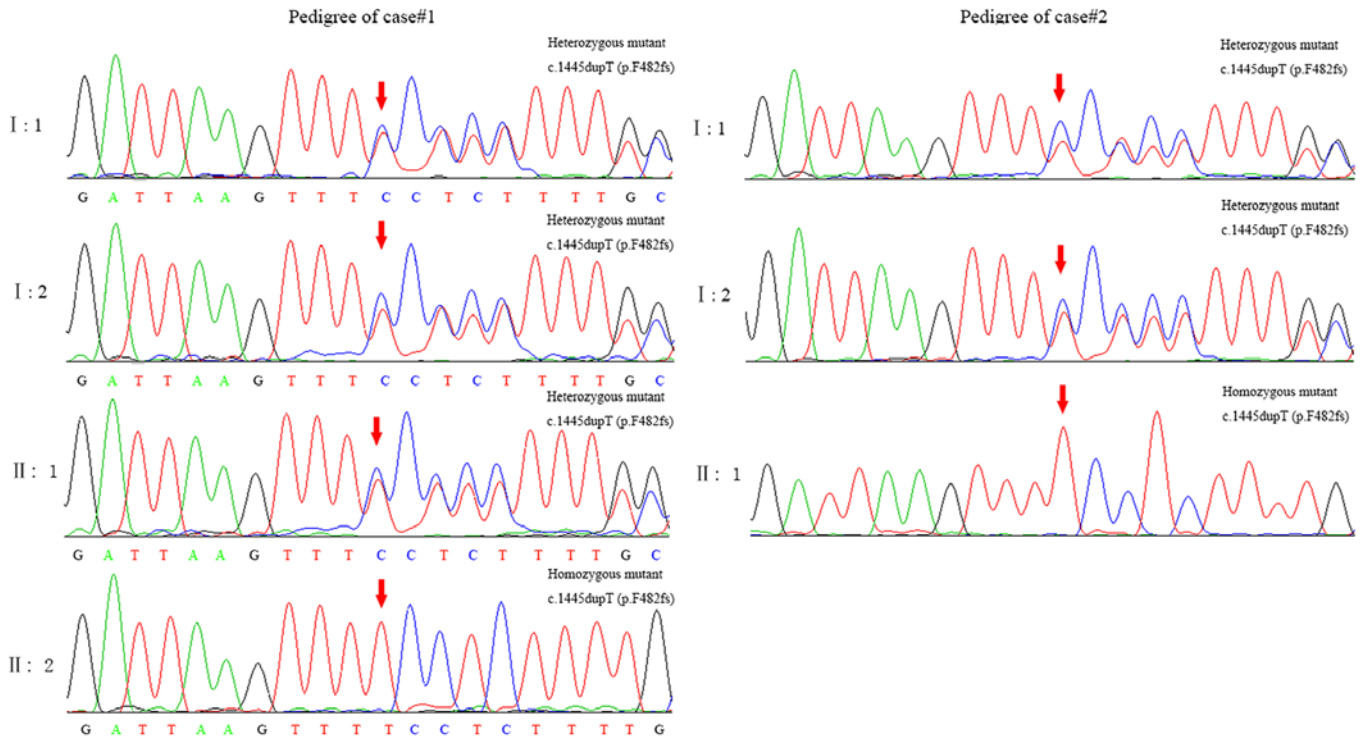 Pedigree of case#1
Heterozygous mutant
c.1445dupT (p.F482fs)
Ⅰ: 1
G A T T A A G T T T C C T C T T T T G C
Heterozygous mutant
c.1445dupT (p.F482fs)
Ⅰ: 2
G A T T A A G T T T C C T C T T T T G C
Heterozygous mutant
c.1445dupT (p.F482fs)
Ⅱ: 1
G A T T A A G T T T C C T C T T T T G C
Homozygous mutant
c.1445dupT (p.F482fs)
Ⅱ: 2
G A T T A A G T T T T C C T C T T T T G
Pedigree of case#2
Heterozygous mutant
c.1445dupT (p.F482fs)
Ⅰ: 1
Heterozygous mutant
c.1445dupT (p.F482fs)
Ⅰ: 2
Homozygous mutant
c.1445dupT (p.F482fs)
Ⅱ: 1